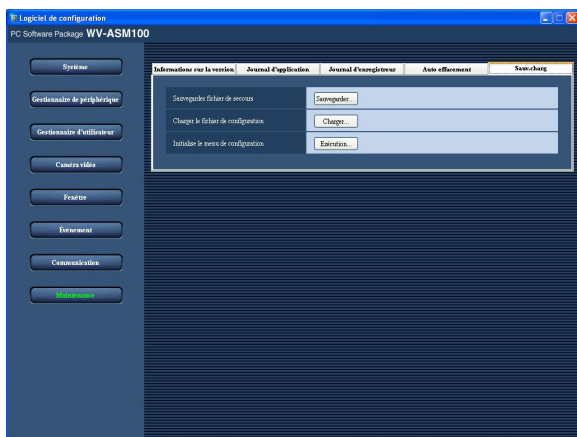 Logiciel de configuration
PC Software Package WV-ASM100
Système
Gestionnaire de périphérique
Gestionnaire d'utilisateur
Caméra vidéo
Fenêtre
Événement
Communication
Maintenance
Informations sur la version
Journal d'application
Journal d'enregistreur
Auto effacement
Sauv.charg
Sauvegarder fichier de secours
Sauvegarder...
Charger le fichier de configuration
Charger...
Initialise le menu de configuration
Exécution...